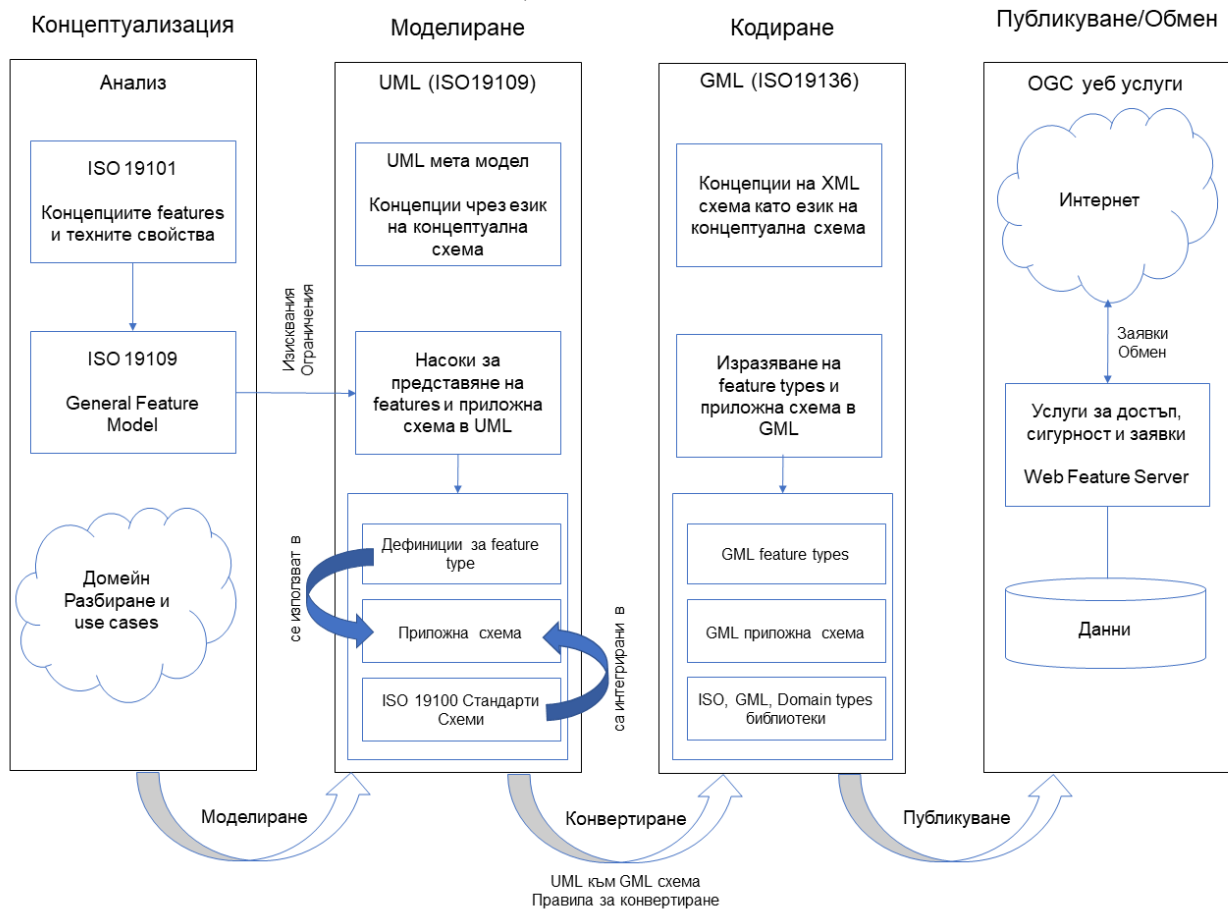 Концептуализация
Анализ
ISO 19101
Концепциите features
и техните свойства
ISO 19109
General Feature
Model
Домейн
Разбиране и
use cases
Изисквания
Ограничения
Моделиране
UML (ISO19109)
UML мета модел
Концепции чрез език
на концептуална
схема
Насоки за
представяне на
features и приложна
схема в UML
Дефиниции за feature
type
Приложна схема
ISO 19100 Стандарти
Схеми
се използват в
са интегрирани в
Кодиране
GML (ISO19136)
Концепции на XML
схема като език на
концептуална схема
Изразяване на
feature types и
приложна схема в
GML
GML feature types
GML приложна схема
ISO, GML, Domain types
библиотеки
Публикуване/Обмен
OGC уеб услуги
Интернет
Заявки
Обмен
Услуги за достъп,
сигурност и заявки
Web Feature Server
Данни
Моделиране
Конвертиране
Публикуване
UML към GML схема
Правила за конвертиране